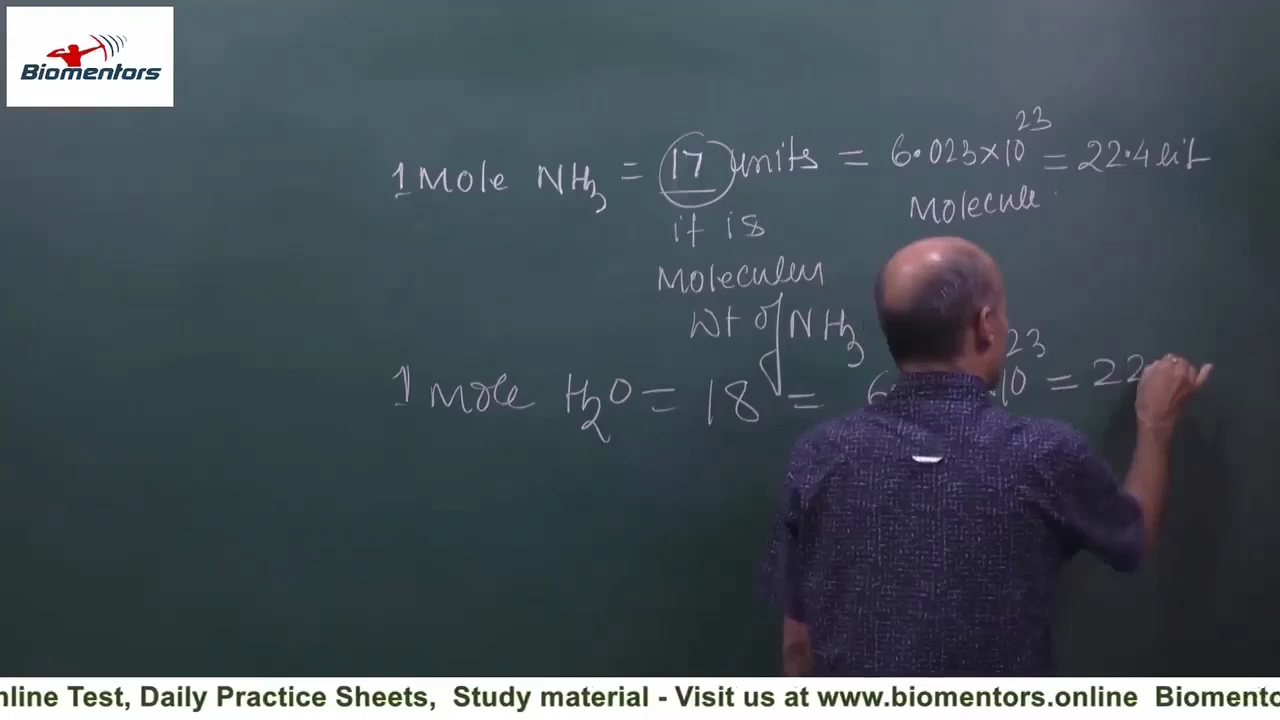 Biomentors
1 Mole NH3 = 17 units = 6.023×10^23 = 22.4 lit
Molecule
it is
Molecular
wt of NH3
1 mole H2O = 18 = 6 10^23 = 22
nline Test, Daily Practice Sheets, Study material - Visit us at www.biomentors.online Biomento